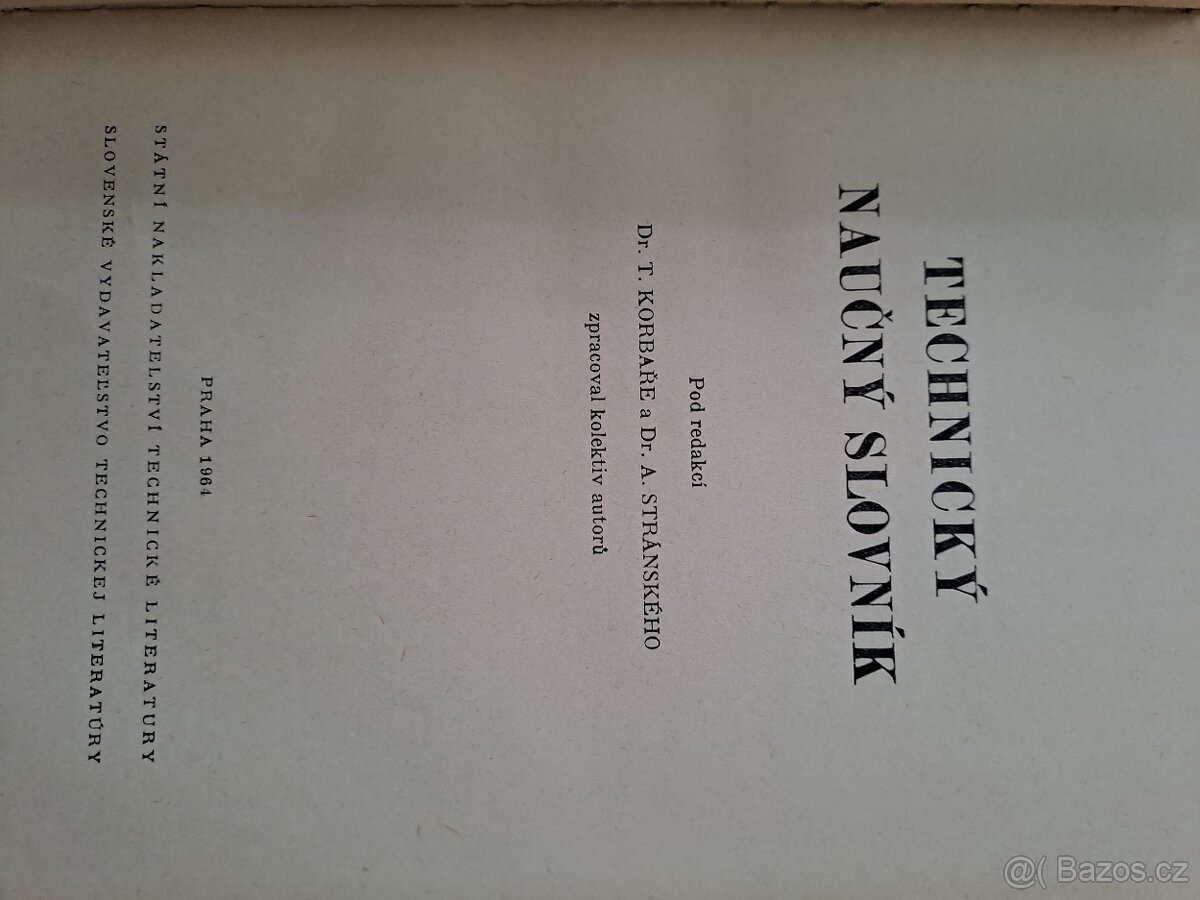 TECHNICKÝ
NAUČNÝ SLOVNÍK
Pod redakcí
Dr. T. KORBAŘE a Dr. A. STRÁNSKÉHO
zpracoval kolektiv autorů
PRAHA 1964
STÁTNÍ NAKLADATELSTVÍ TECHNICKÉ LITERATURY
SLOVENSKÉ VYDAVATEĽSTVO TECHNICKEJ LITERATÚRY
@( Bazos.cz